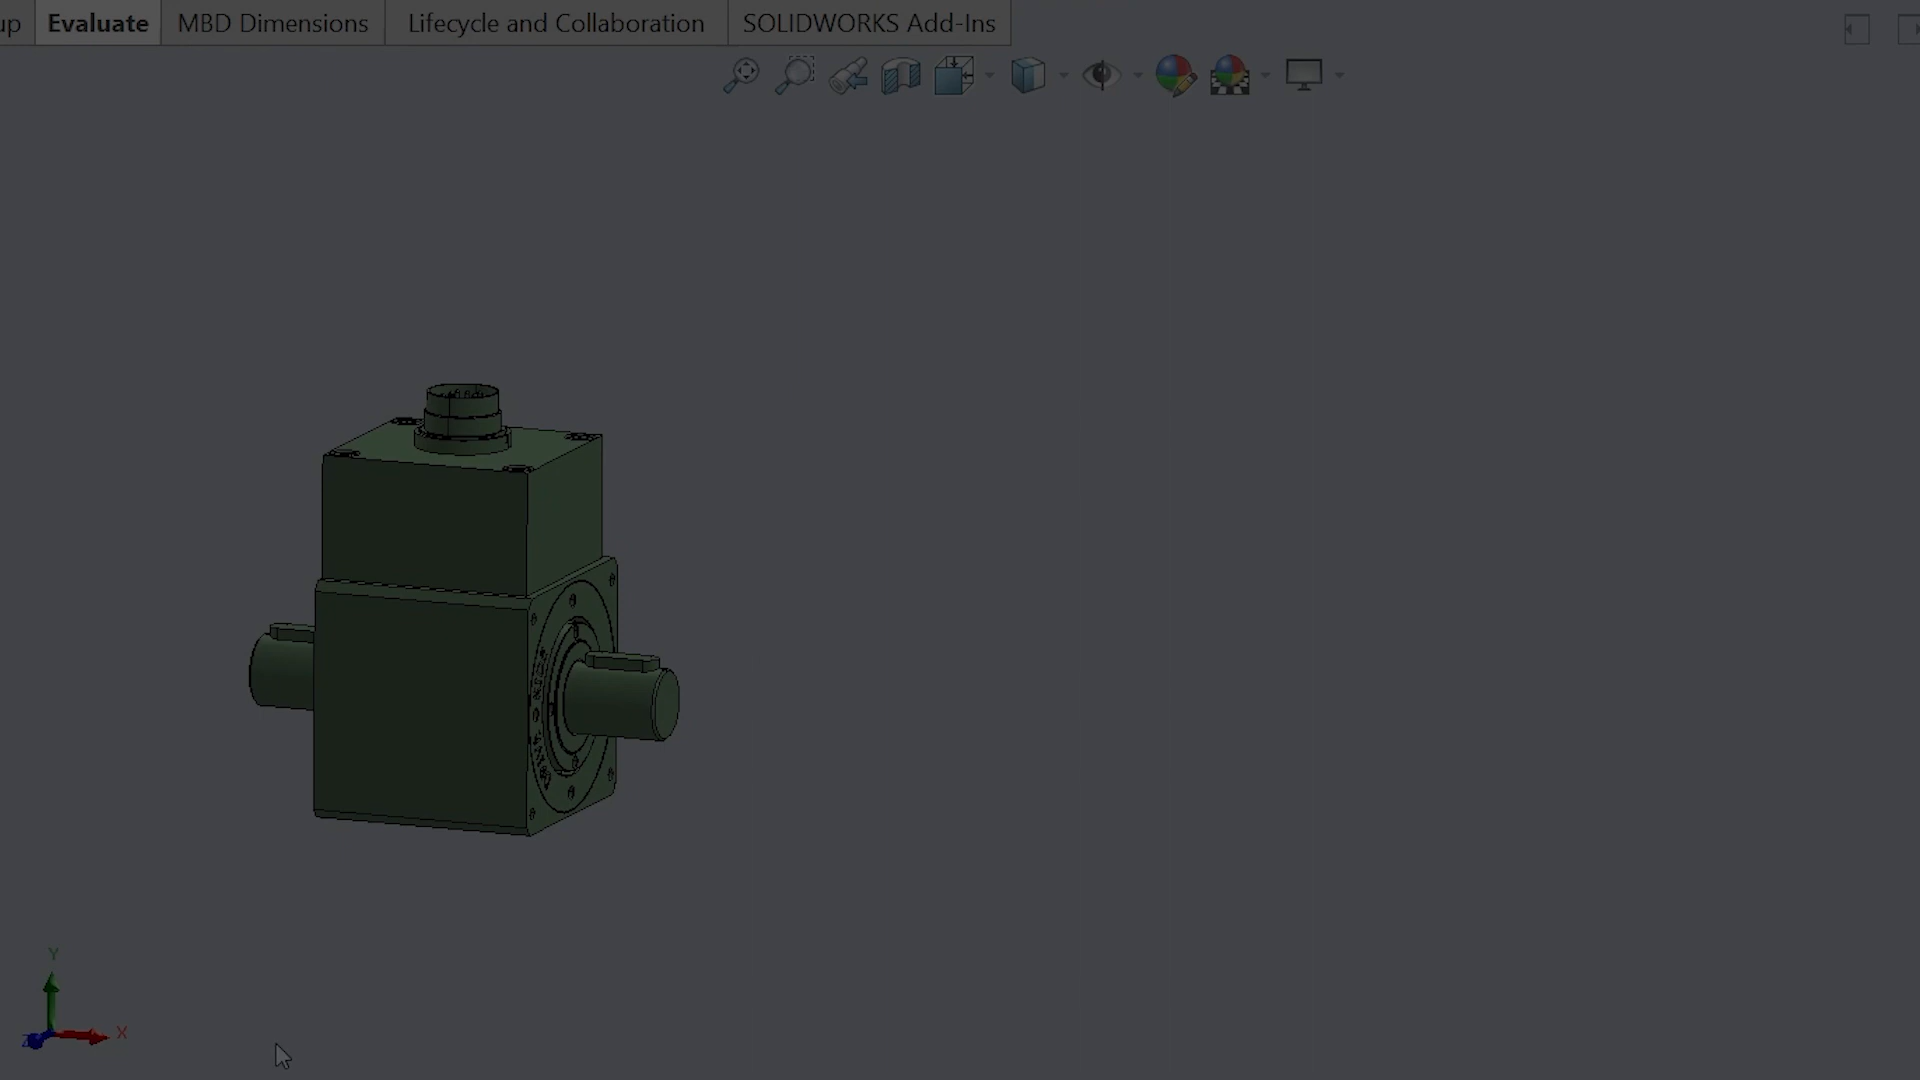 up
Evaluate
MBD Dimensions
Lifecycle and Collaboration
SOLIDWORKS Add-Ins
Y
X
Z